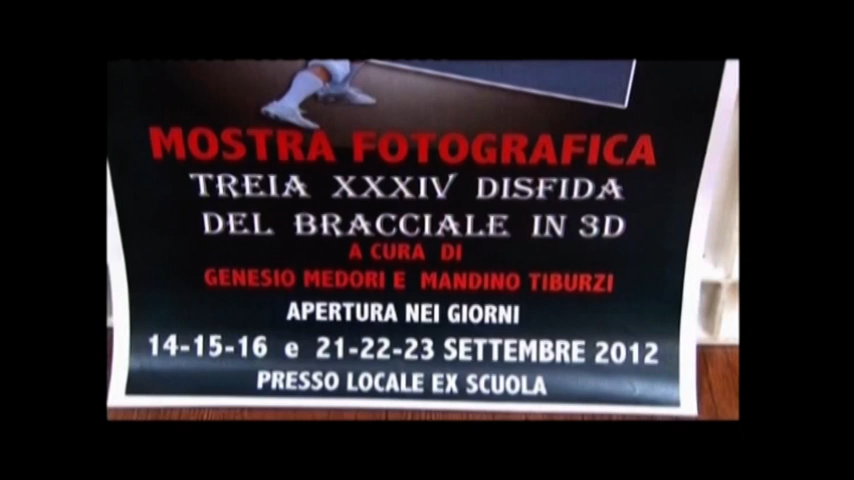 MOSTRA FOTOGRAFICA
TREIA XXXIV DISFIDA
DEL BRACCIALE IN 3D
A CURA DI
GENESIO MEDORI E MANDINO TIBURZI
APERTURA NEI GIORNI
14-15-16 e 21-22-23 SETTEMBRE 2012
PRESSO LOCALE EX SCUOLA